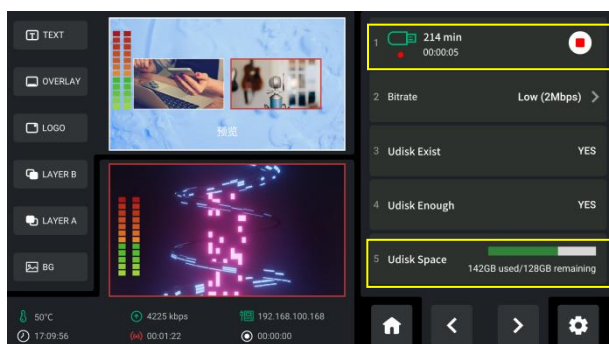 TEXT
OVERLAY
LOGO
LAYER B
LAYER A
BG
预览
1
214 min
00:00:05
2 Bitrate Low (2Mbps)
3 Udisk Exist YES
4 Udisk Enough YES
5 Udisk Space
142GB used/128GB remaining
50°C 4225 kbps 192.168.100.168
17:09:56 00:01:22 00:00:00